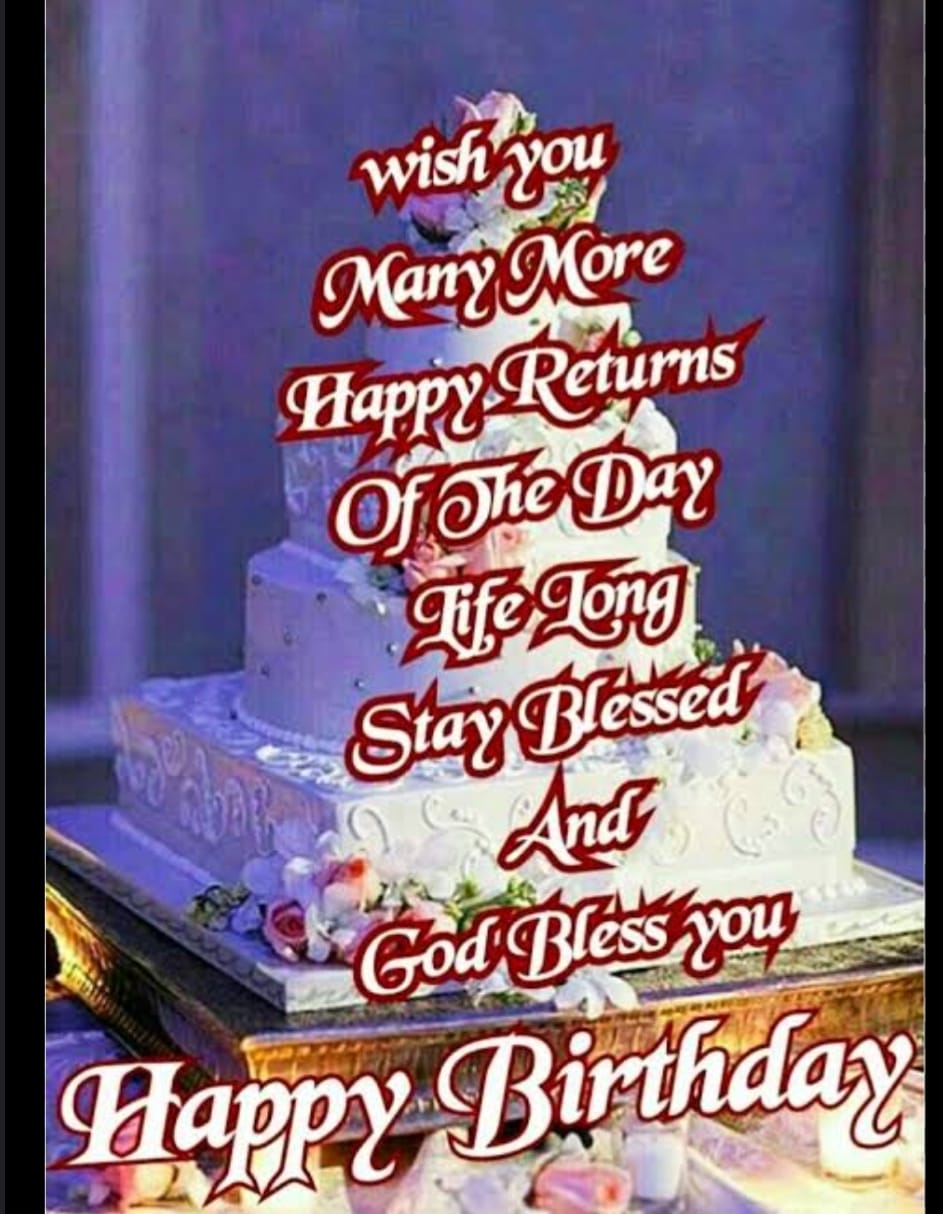 wish you
Many More
Happy Returns
Of The Day
Life Long
Stay Blessed
And
God Bless you
Happy Birthday